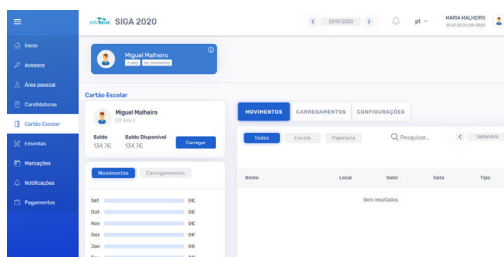 edubox SIGA 2020
2019/2020
pt
MARIA MALHEIRO
Início
Acessos
Área pessoal
Candidaturas
Cartão Escolar
Ementas
Marcações
Notificações
Pagamentos
Miguel Malheiro
Cartão Escolar
Miguel Malheiro
Saldo
134.7€
Saldo Disponível
134.7€
Carregar
Movimentos
Carregamentos
Set 0€
Out 0€
Nov 0€
Dez 0€
Jan 0€
MOVIMENTOS CARREGAMENTOS CONFIGURAÇÕES
Todos Escola Papelaria Pesquisar... Setembro
Nome Local Valor Data Tipo
Sem resultados.